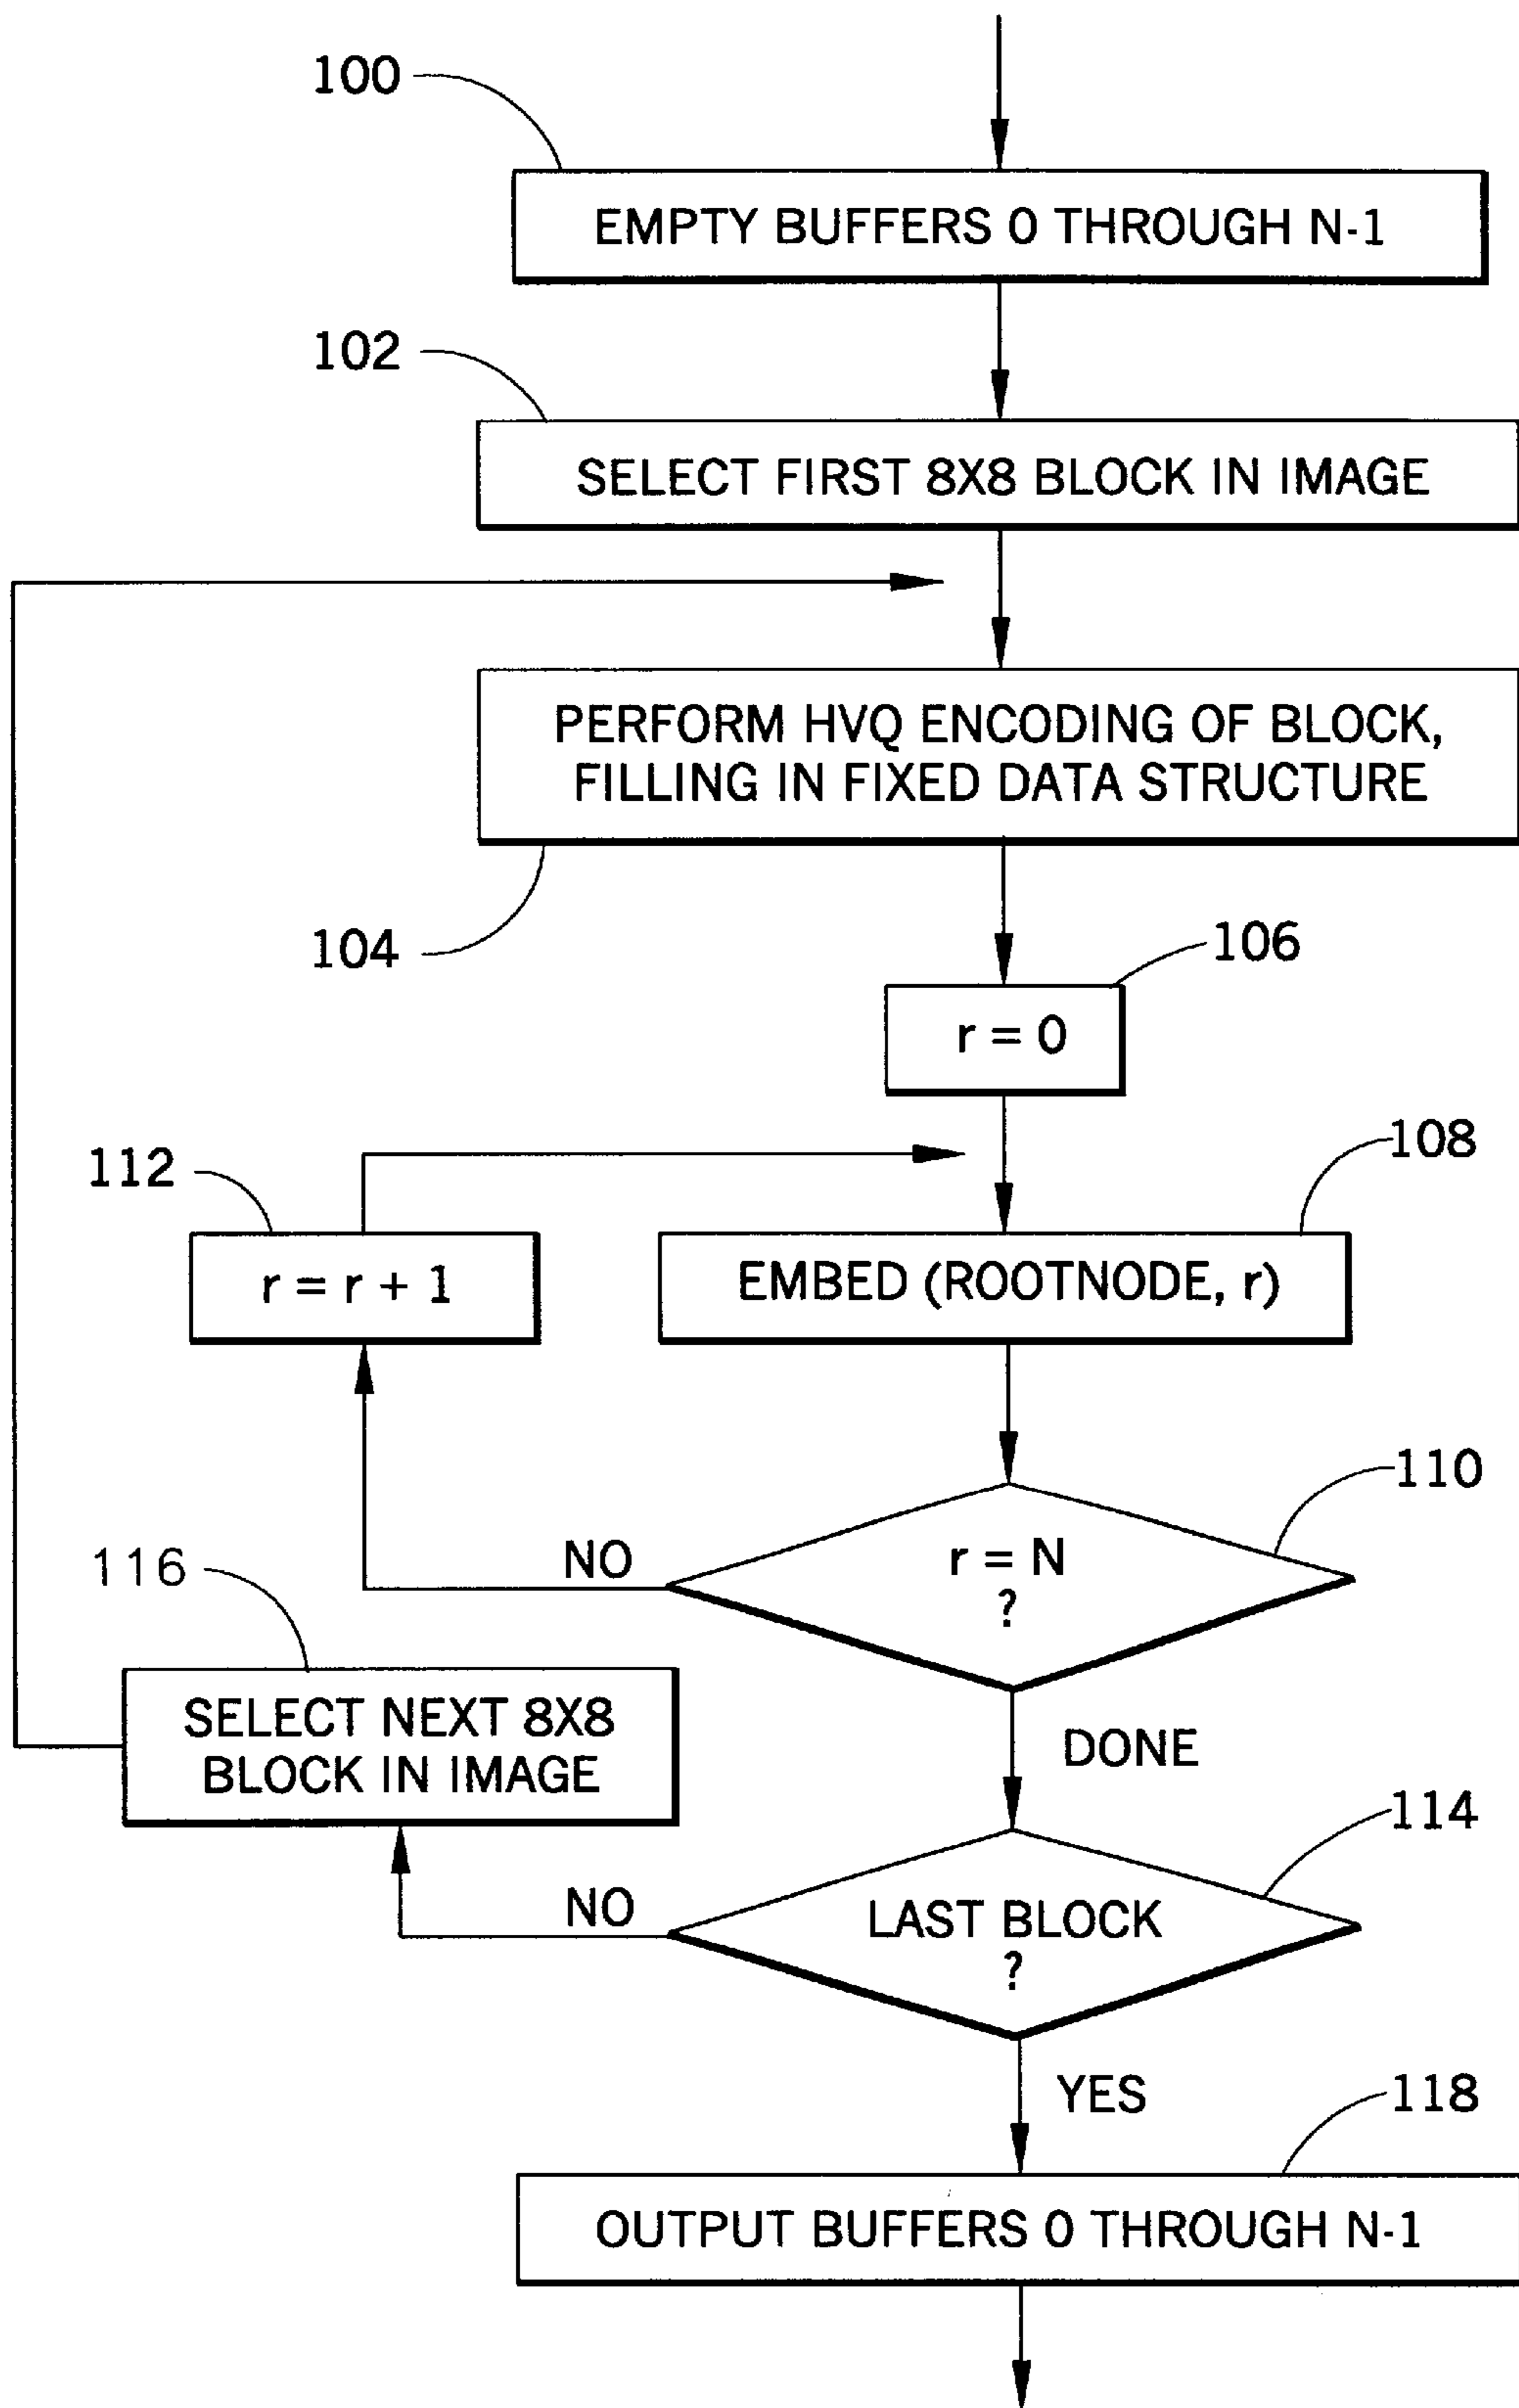 100
EMPTY BUFFERS 0 THROUGH N-1
102
SELECT FIRST 8X8 BLOCK IN IMAGE
PERFORM HVQ ENCODING OF BLOCK,
FILLING IN FIXED DATA STRUCTURE
104
106
r = 0
112
108
r = r + 1
EMBED (ROOTNODE, r)
110
NO
r = N
?
116
SELECT NEXT 8X8
BLOCK IN IMAGE
DONE
114
NO
LAST BLOCK
?
YES
118
OUTPUT BUFFERS 0 THROUGH N-1